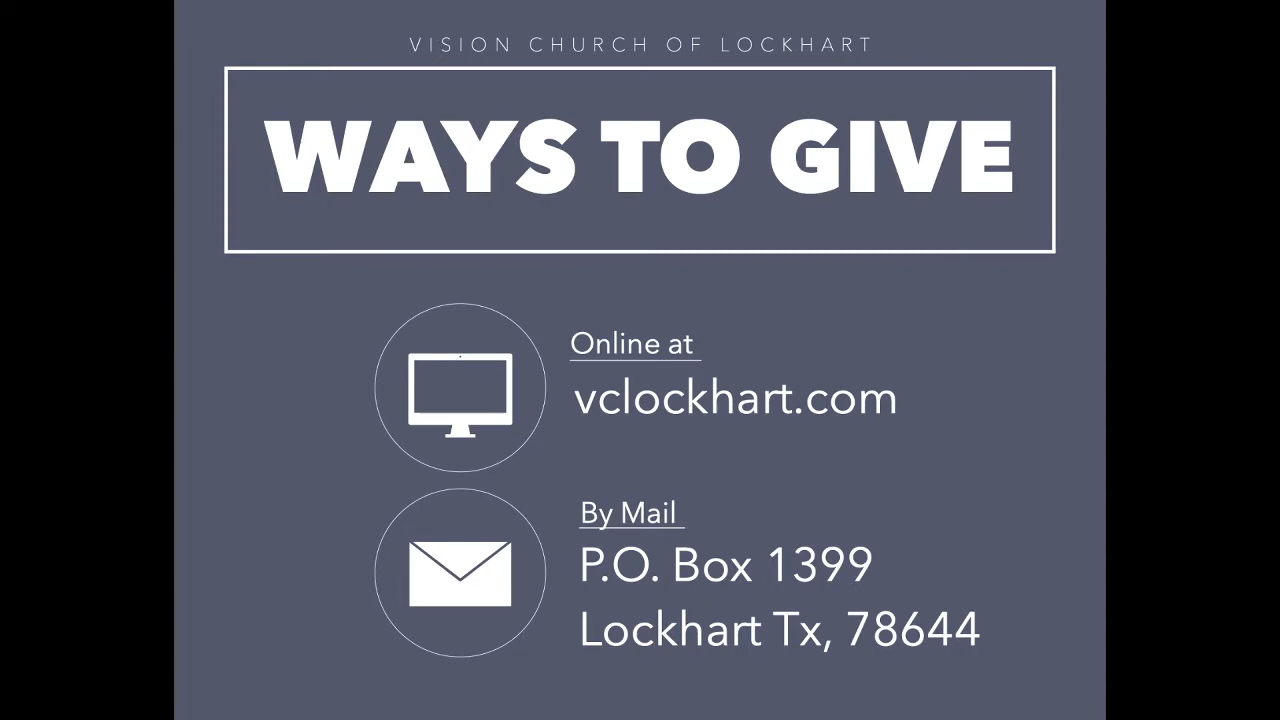 VISION CHURCH OF LOCKHART
WAYS TO GIVE
Online at
vclockhart.com
By Mail
P.O. Box 1399
Lockhart Tx, 78644